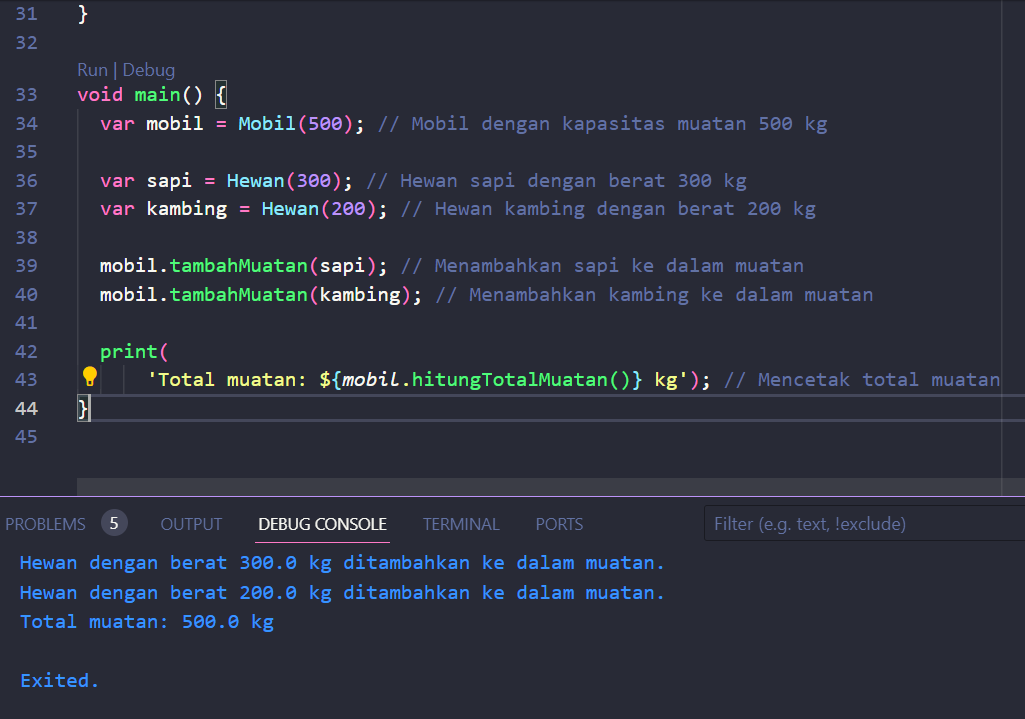 31 }
32
Run | Debug
33 void main() {
34 var mobil = Mobil(500); // Mobil dengan kapasitas muatan 500 kg
35
36 var sapi = Hewan(300); // Hewan sapi dengan berat 300 kg
37 var kambing = Hewan(200); // Hewan kambing dengan berat 200 kg
38
39 mobil.tambahMuatan(sapi); // Menambahkan sapi ke dalam muatan
40 mobil.tambahMuatan(kambing); // Menambahkan kambing ke dalam muatan
41
42 print(
43 'Total muatan: ${mobil.hitungTotalMuatan()} kg'); // Mencetak total muatan
44 }
45
PROBLEMS 5 OUTPUT DEBUG CONSOLE TERMINAL PORTS Filter (e.g. text, !exclude)
Hewan dengan berat 300.0 kg ditambahkan ke dalam muatan.
Hewan dengan berat 200.0 kg ditambahkan ke dalam muatan.
Total muatan: 500.0 kg
Exited.